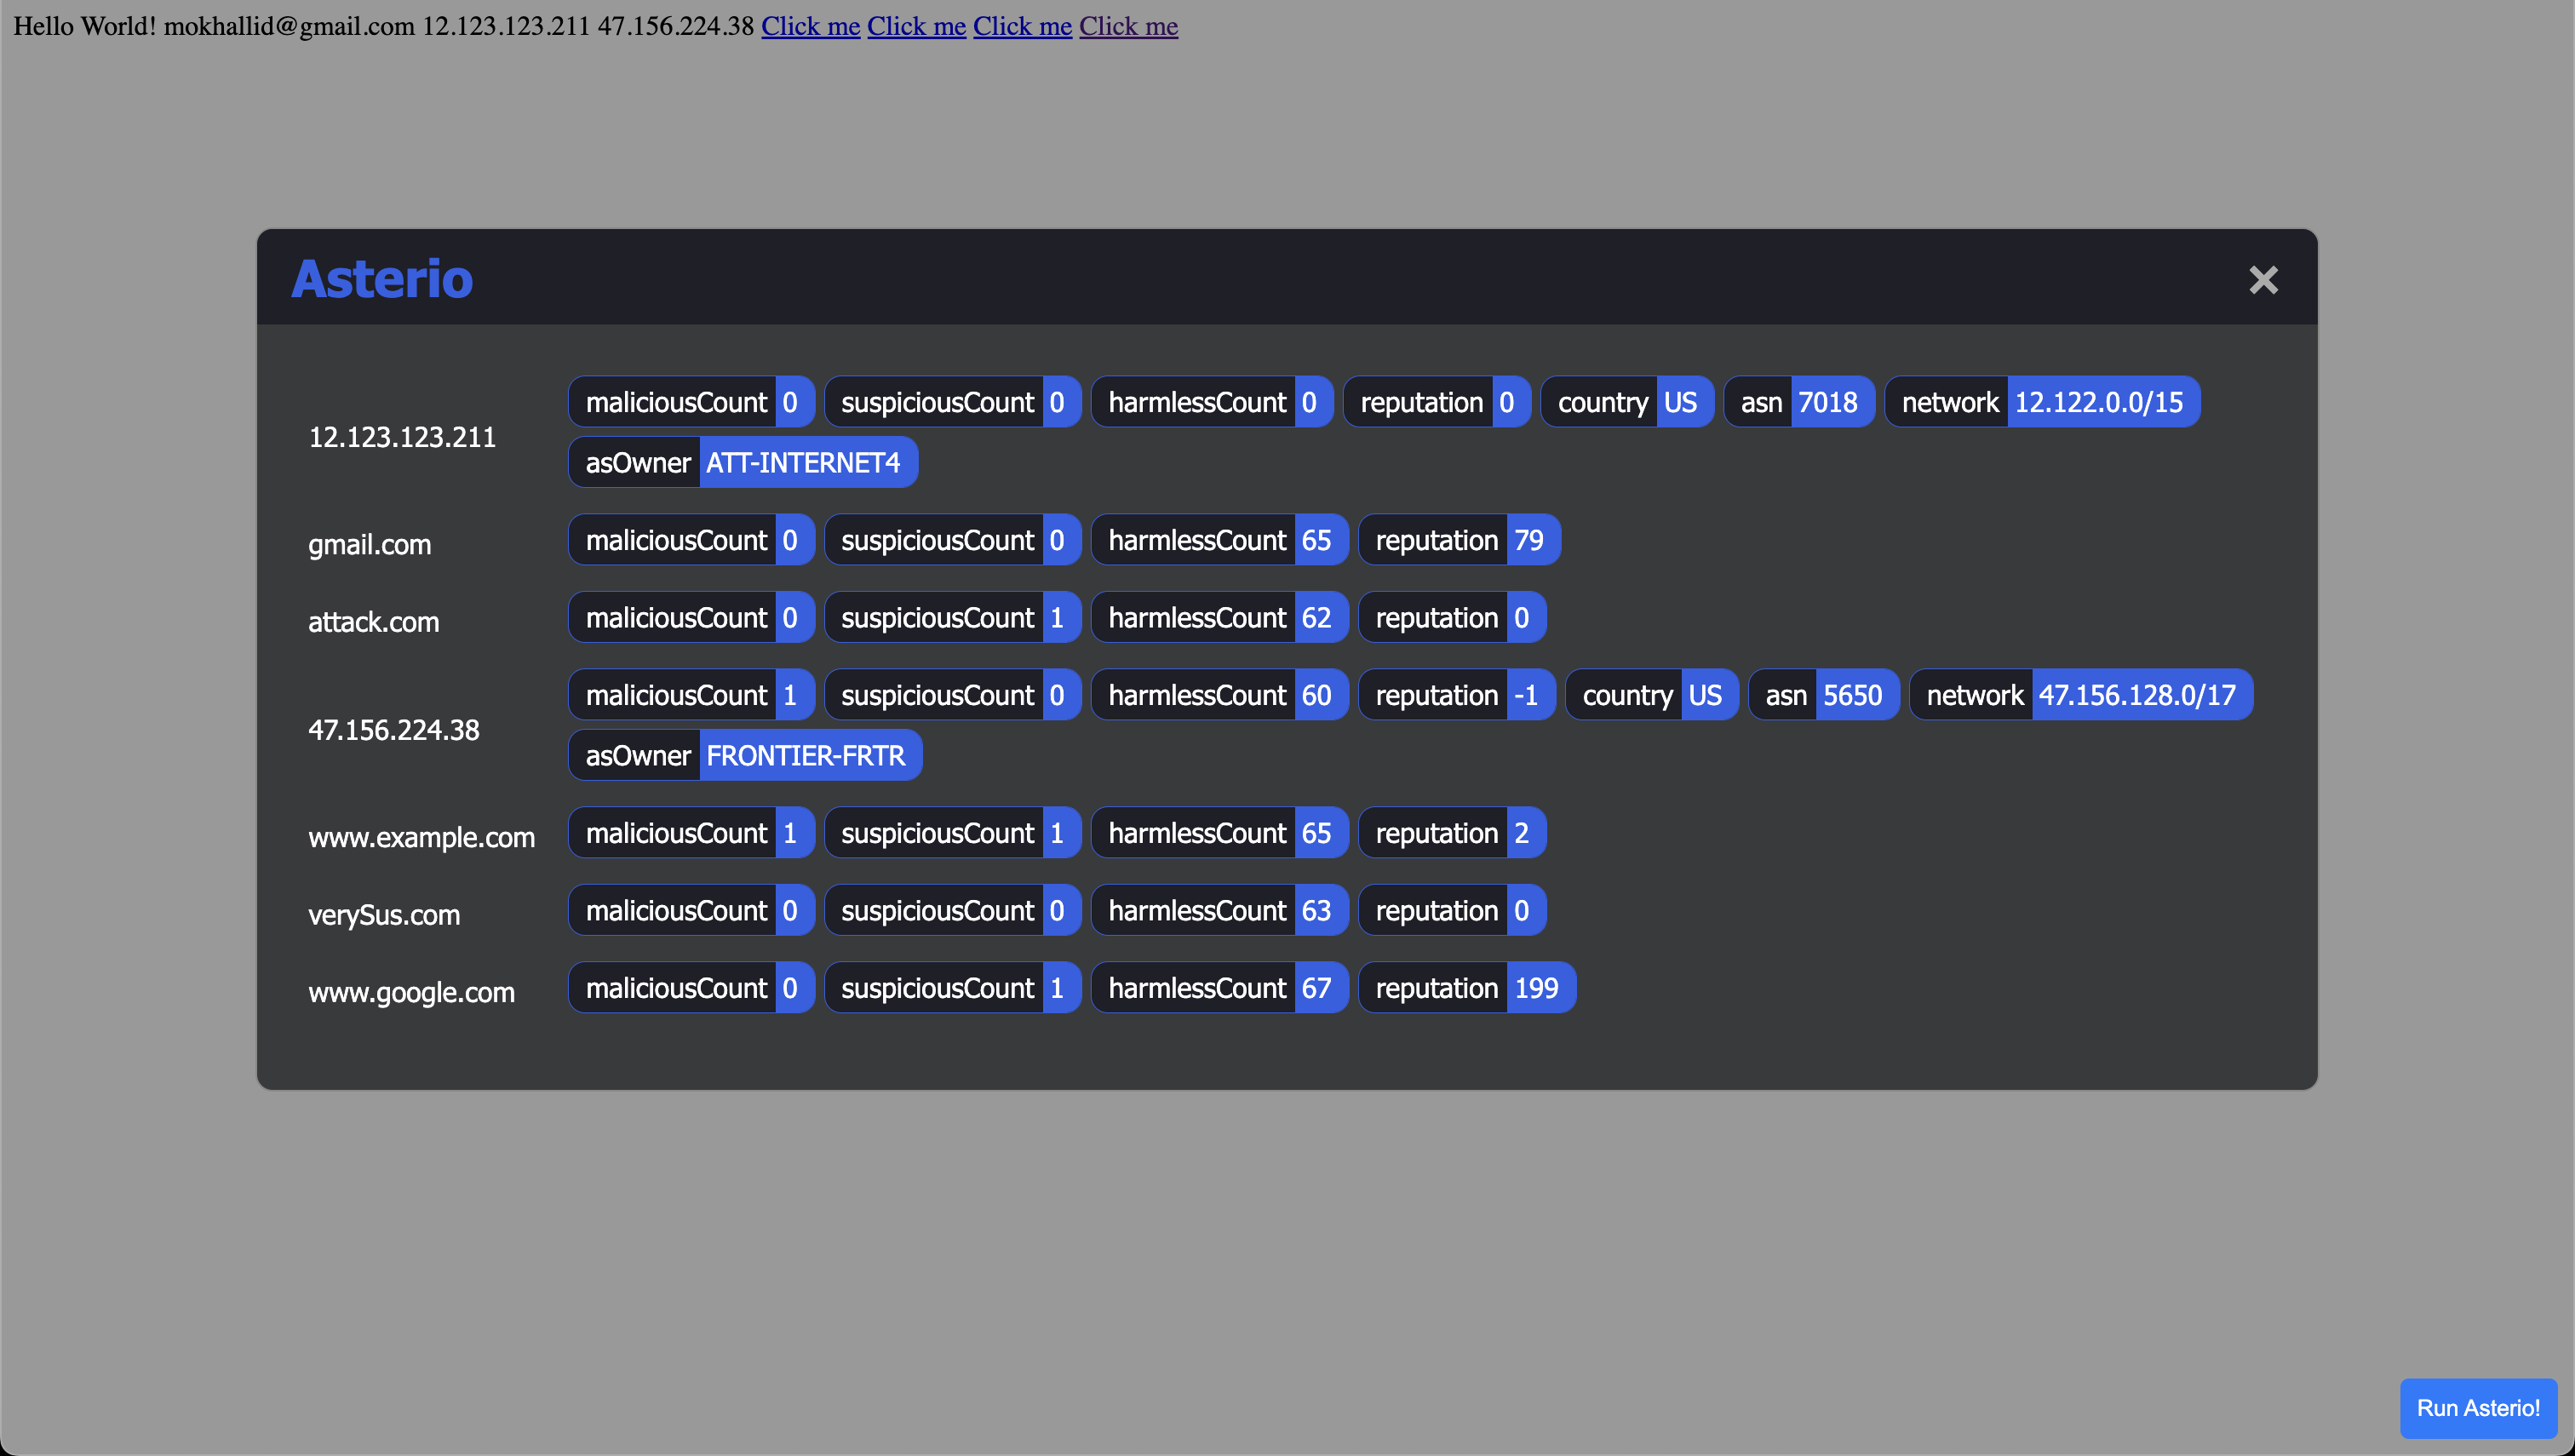 Hello World! mokhallid@gmail.com 12.123.123.211 47.156.224.38 Click me Click me Click me Click me
Asterio ×
12.123.123.211 maliciousCount 0 suspiciousCount 0 harmlessCount 0 reputation 0 country US asn 7018 network 12.122.0.0/15
asOwner ATT-INTERNET4
gmail.com maliciousCount 0 suspiciousCount 0 harmlessCount 65 reputation 79
attack.com maliciousCount 0 suspiciousCount 1 harmlessCount 62 reputation 0
47.156.224.38 maliciousCount 1 suspiciousCount 0 harmlessCount 60 reputation -1 country US asn 5650 network 47.156.128.0/17
asOwner FRONTIER-FRTR
www.example.com maliciousCount 1 suspiciousCount 1 harmlessCount 65 reputation 2
verySus.com maliciousCount 0 suspiciousCount 0 harmlessCount 63 reputation 0
www.google.com maliciousCount 0 suspiciousCount 1 harmlessCount 67 reputation 199
Run Asterio!